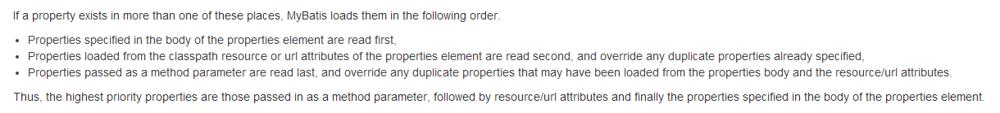 If a property exists in more than one of these places, MyBatis loads them in the following order.
• Properties specified in the body of the properties element are read first,
• Properties loaded from the classpath resource or url attributes of the properties element are read second, and override any duplicate properties already specified,
• Properties passed as a method parameter are read last, and override any duplicate properties that may have been loaded from the properties body and the resource/url attributes.
Thus, the highest priority properties are those passed in as a method parameter, followed by resource/url attributes and finally the properties specified in the body of the properties element.